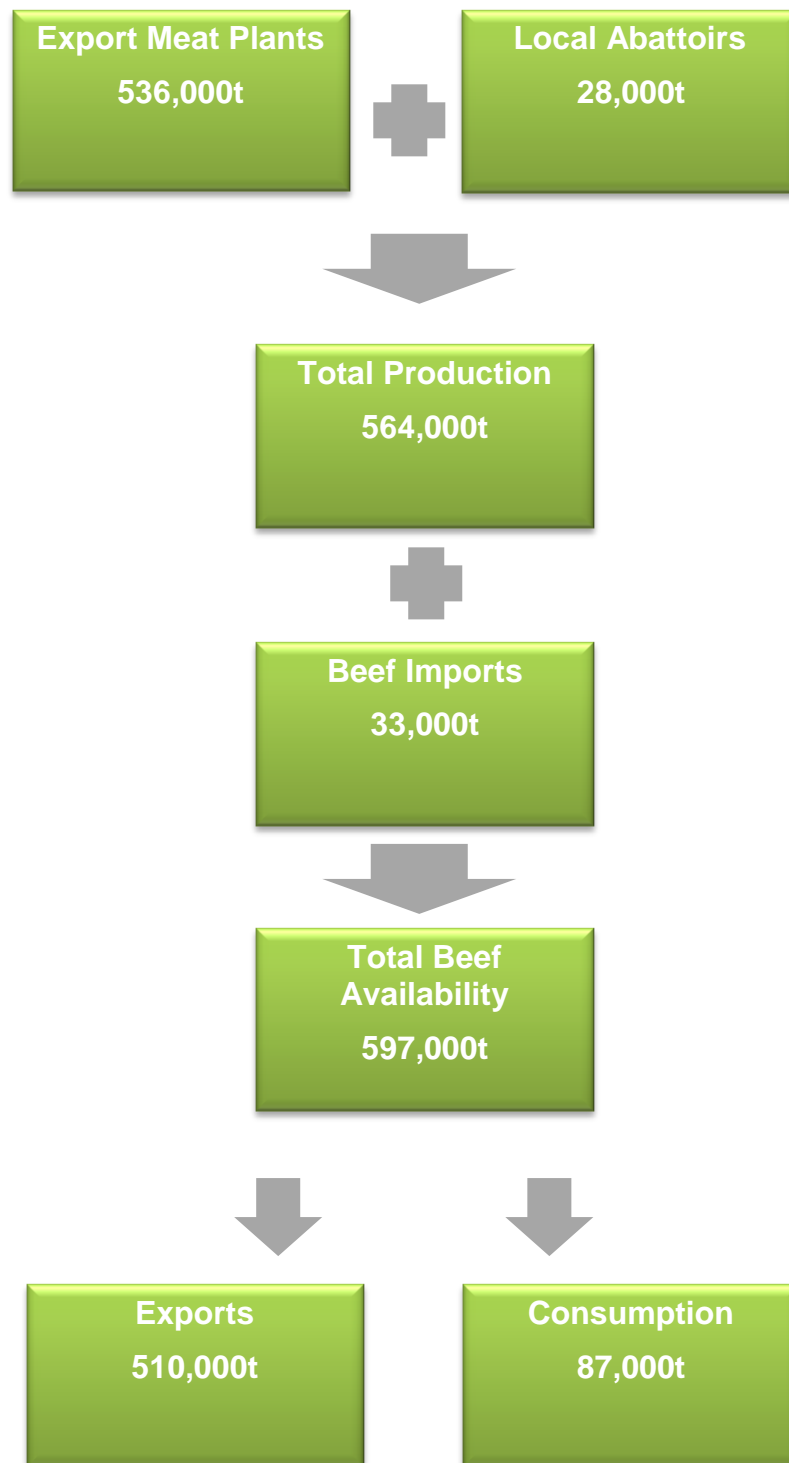 Export Meat Plants
536,000t
Local Abattoirs
28,000t
Total Production
564,000t
Beef Imports
33,000t
Total Beef
Availability
597,000t
Exports
510,000t
Consumption
87,000t